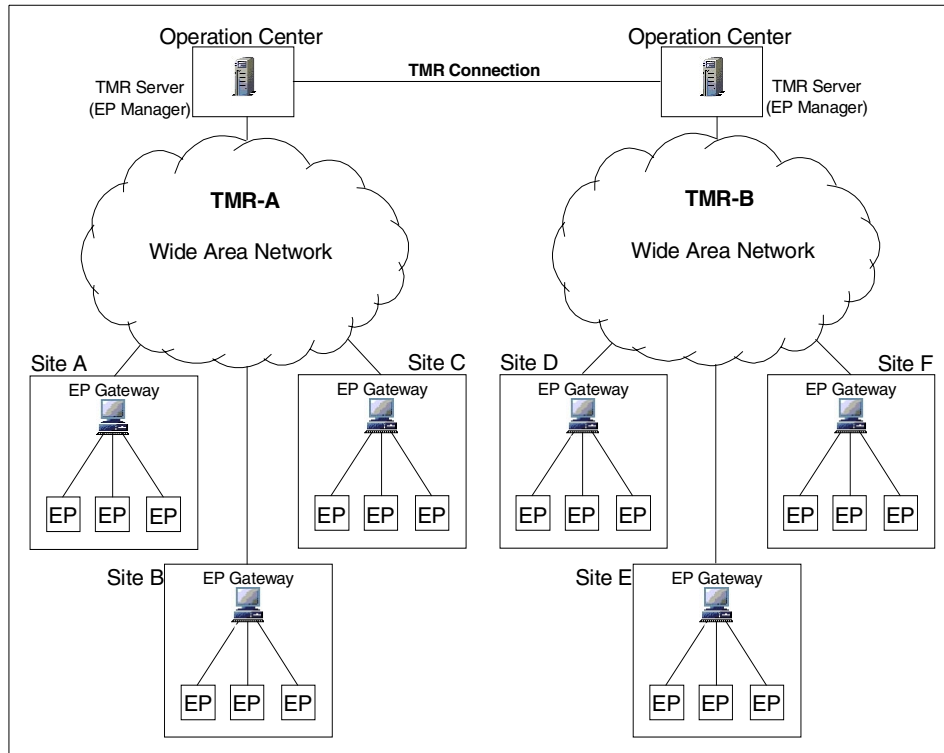 Operation Center
Operation Center
TMR Connection
TMR Server
(EP Manager)
TMR Server
(EP Manager)
TMR-A
Wide Area Network
TMR-B
Wide Area Network
Site A
EP Gateway
EP EP EP
Site C
EP Gateway
EP EP EP
Site D
EP Gateway
EP EP EP
Site F
EP Gateway
EP EP EP
Site B
EP Gateway
EP EP EP
Site E
EP Gateway
EP EP EP